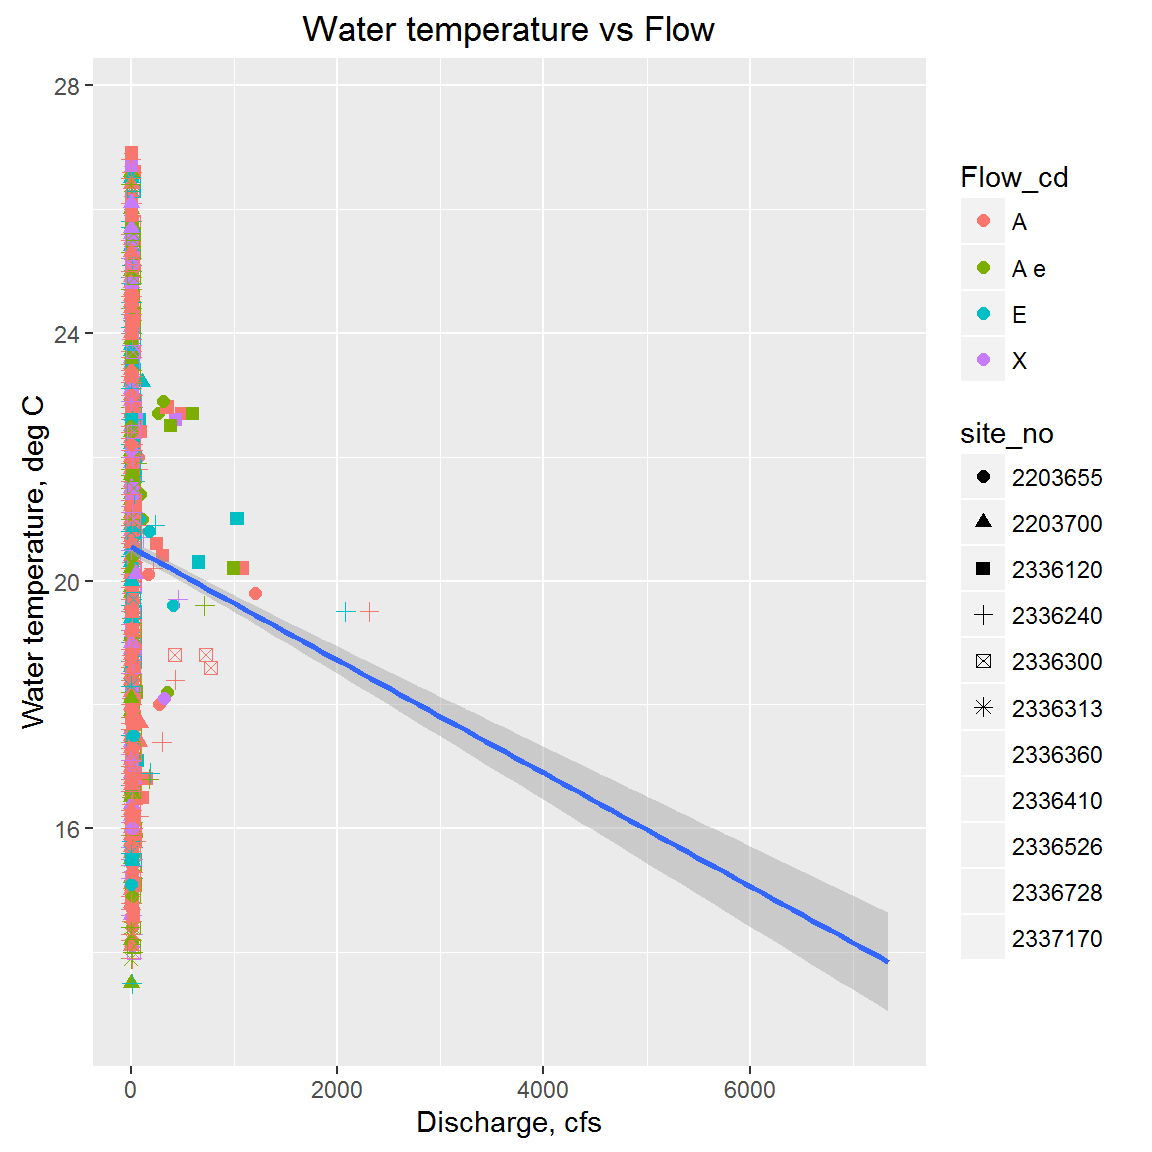 Water temperature vs Flow
28
24
20
16
Water temperature, deg C
0
2000
4000
6000
Discharge, cfs
Flow_cd
A
A e
E
X
site_no
2203655
2203700
2336120
2336240
2336300
2336313
2336360
2336410
2336526
2336728
2337170